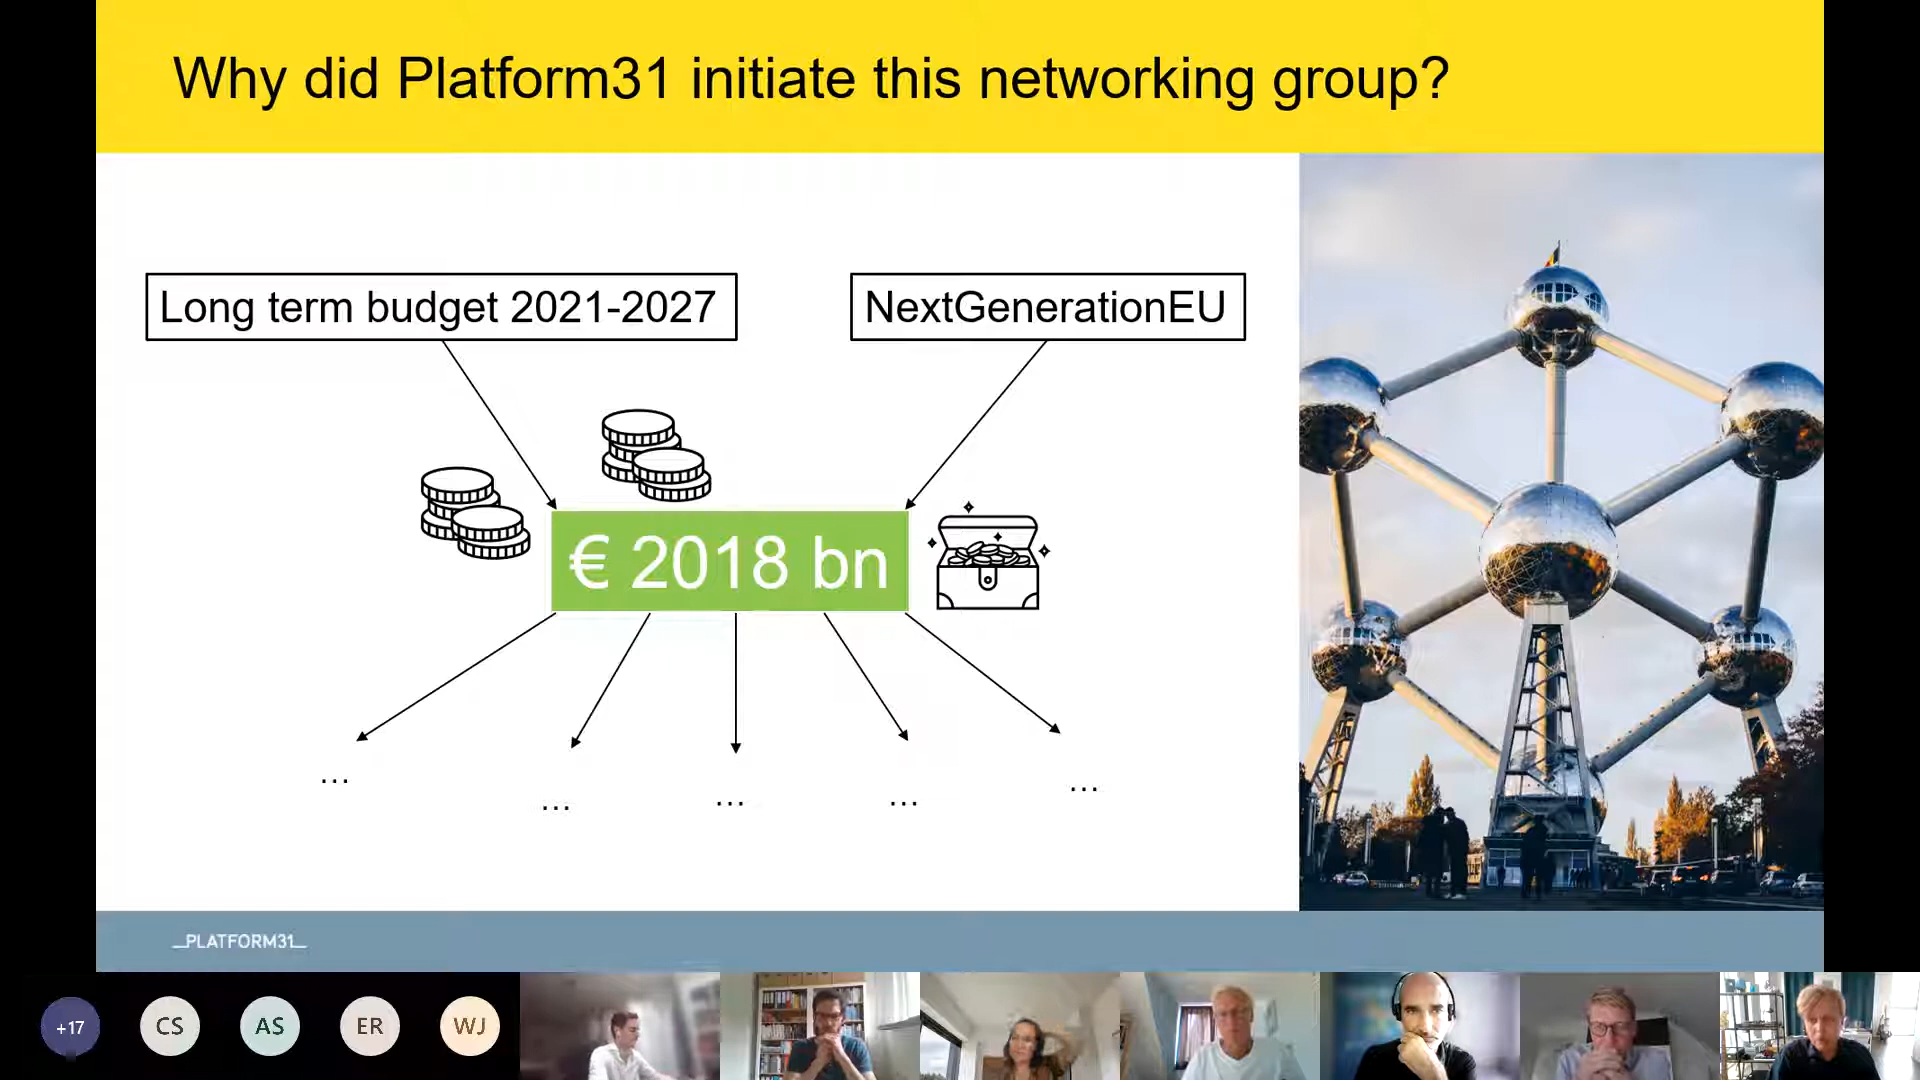 Why did Platform31 initiate this networking group?
Long term budget 2021-2027
NextGenerationEU
€ 2018 bn
...
...
...
...
...
_PLATFORM31_
+17
CS
AS
ER
WJ